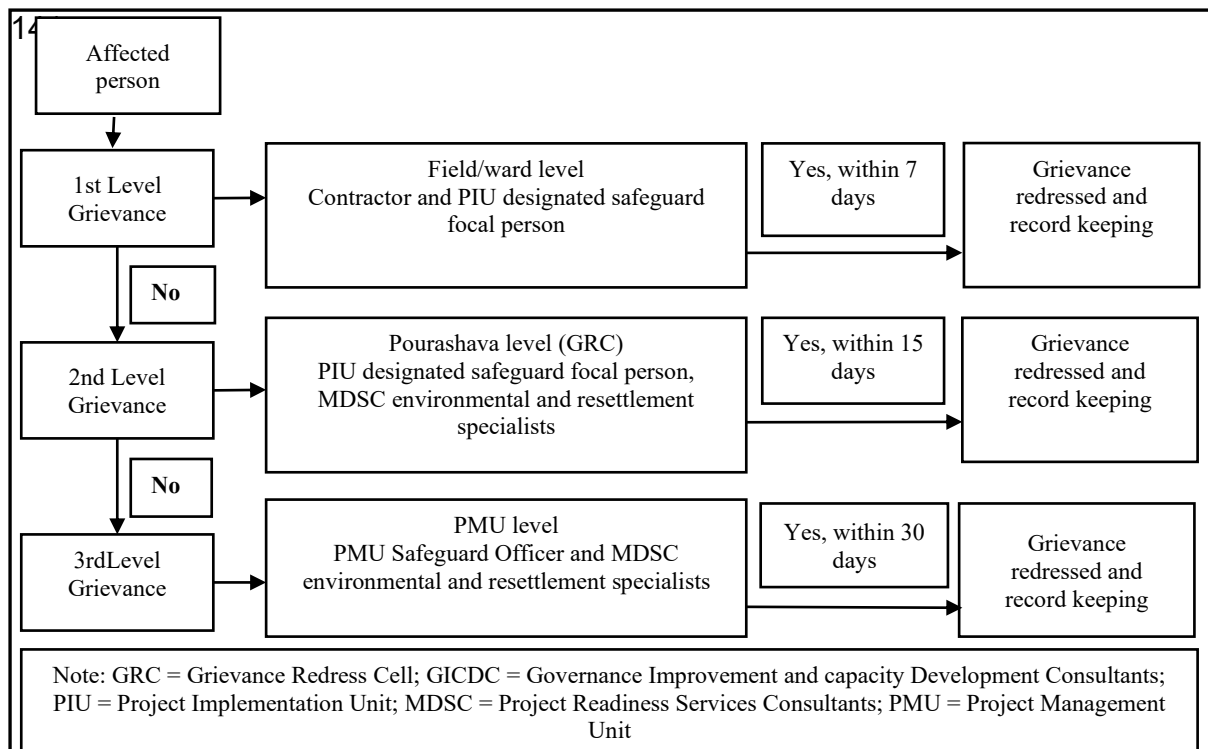 14
Affected
person
1st Level
Grievance
Field/ward level
Contractor and PIU designated safeguard
focal person
Yes, within 7
days
Grievance
redressed and
record keeping
No
2nd Level
Grievance
Pourashava level (GRC)
PIU designated safeguard focal person,
MDSC environmental and resettlement
specialists
Yes, within 15
days
Grievance
redressed and
record keeping
No
3rdLevel
Grievance
PMU level
PMU Safeguard Officer and MDSC
environmental and resettlement specialists
Yes, within 30
days
Grievance
redressed and
record keeping
Note: GRC = Grievance Redress Cell; GICDC = Governance Improvement and capacity Development Consultants;
PIU = Project Implementation Unit; MDSC = Project Readiness Services Consultants; PMU = Project Management
Unit